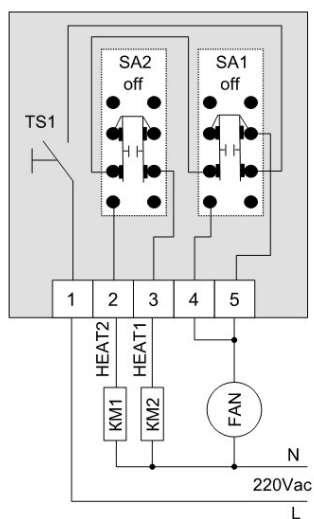 SA2
off
SA1
off
TS1
1
2
3
4
5
HEAT2
HEAT1
KM1
KM2
FAN
N
220Vac
L